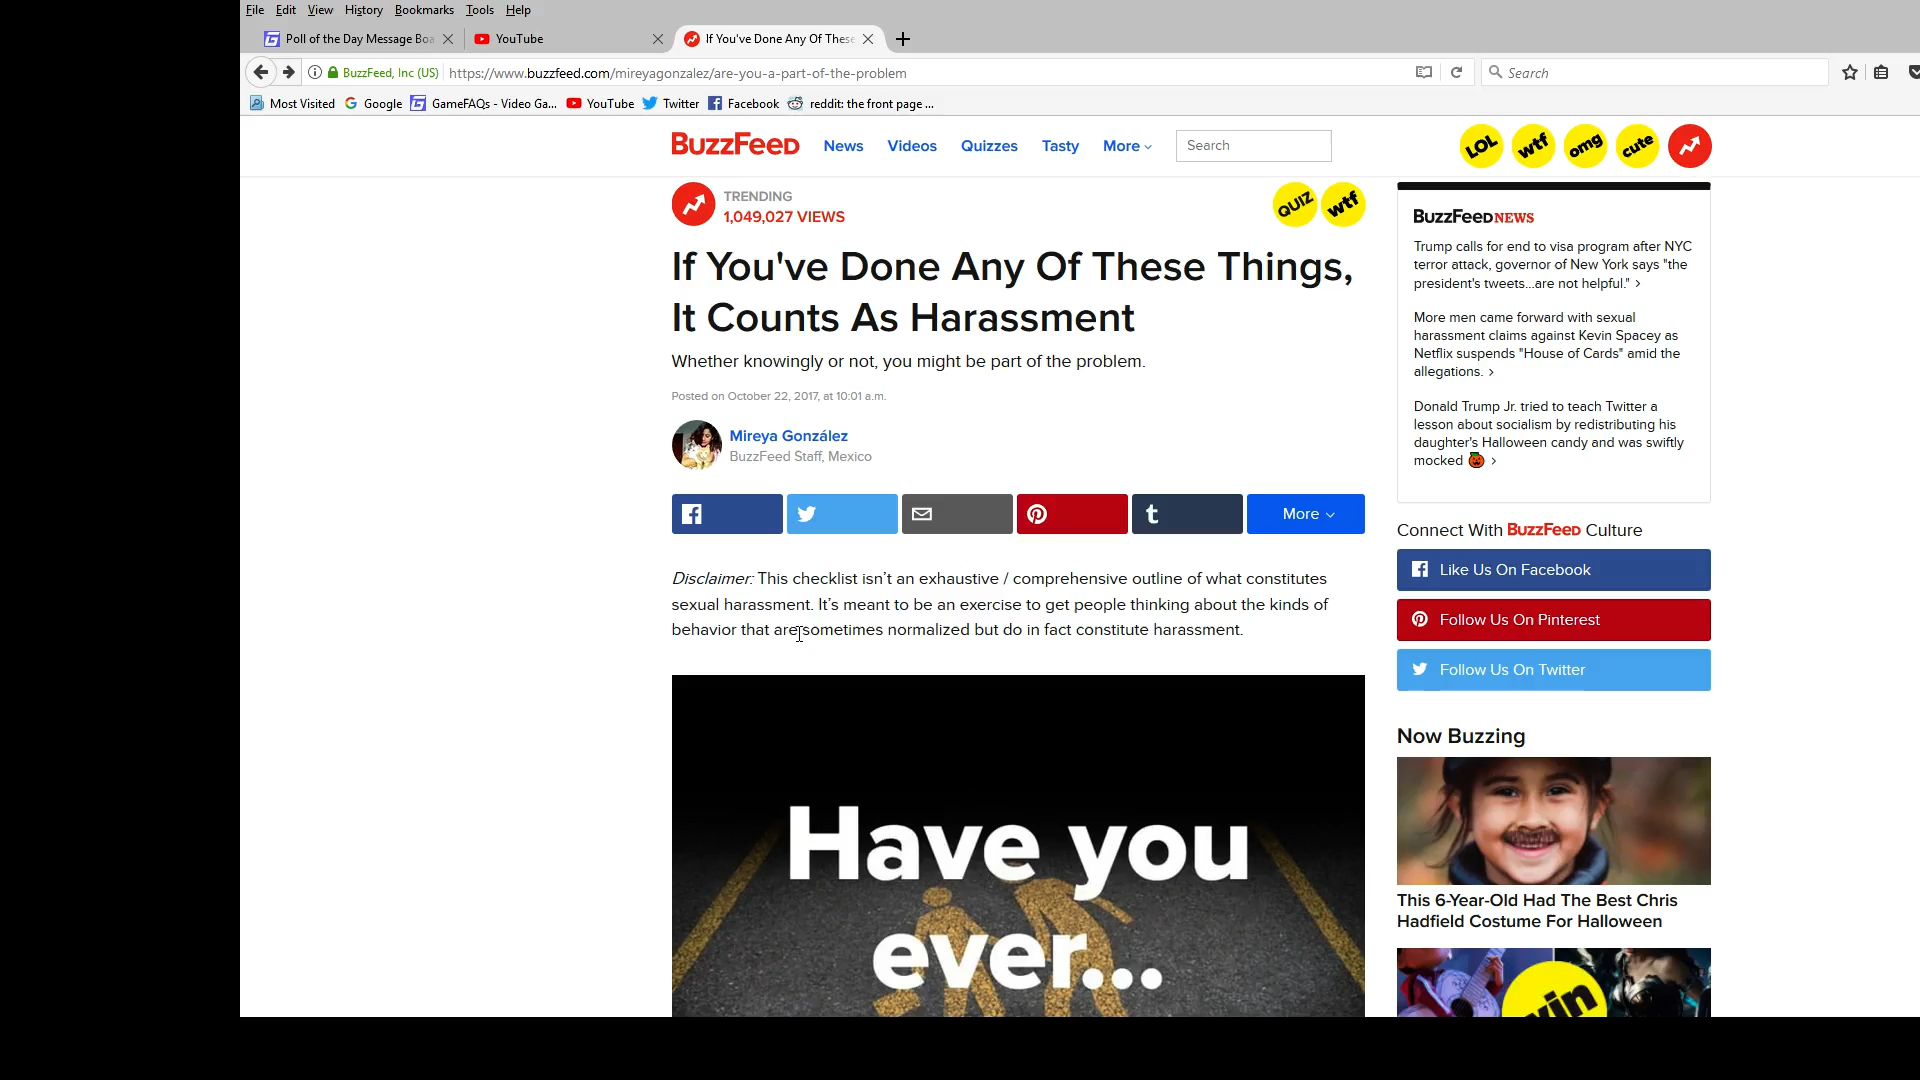 File Edit View History Bookmarks Tools Help
Poll of the Day Message Boa
YouTube
If You've Done Any Of These
BuzzFeed, Inc (US)
https://www.buzzfeed.com/mireyagonzalez/are-you-a-part-of-the-problem
Search
Most Visited Google GameFAQs - Video Ga... YouTube Twitter Facebook reddit: the front page ...
BuzzFeed News Videos Quizzes Tasty More Search
LOL wtf omg cute
TRENDING
1,049,027 VIEWS
QUIZ wtf
If You've Done Any Of These Things,
It Counts As Harassment
Whether knowingly or not, you might be part of the problem.
Posted on October 22, 2017, at 10:01 a.m.
Mireya González
BuzzFeed Staff, Mexico
More
Disclaimer: This checklist isn’t an exhaustive / comprehensive outline of what constitutes
sexual harassment. It’s meant to be an exercise to get people thinking about the kinds of
behavior that are sometimes normalized but do in fact constitute harassment.
Have you
ever...
BuzzFeed NEWS
Trump calls for end to visa program after NYC
terror attack, governor of New York says "the
president's tweets...are not helpful." ›
More men came forward with sexual
harassment claims against Kevin Spacey as
Netflix suspends "House of Cards" amid the
allegations. ›
Donald Trump Jr. tried to teach Twitter a
lesson about socialism by redistributing his
daughter's Halloween candy and was swiftly
mocked 🎃 ›
Connect With BuzzFeed Culture
Like Us On Facebook
Follow Us On Pinterest
Follow Us On Twitter
Now Buzzing
This 6-Year-Old Had The Best Chris
Hadfield Costume For Halloween
win